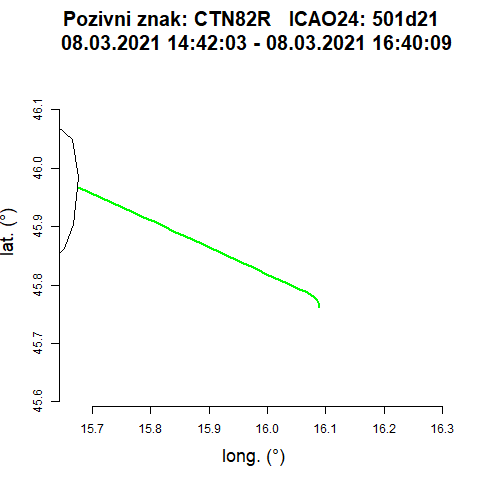 Pozivni znak: CTN82R   ICAO24: 501d21
08.03.2021 14:42:03 - 08.03.2021 16:40:09
46.1
46.0
45.9
45.8
45.7
45.6
lat. (°)
15.7 15.8 15.9 16.0 16.1 16.2 16.3
long. (°)